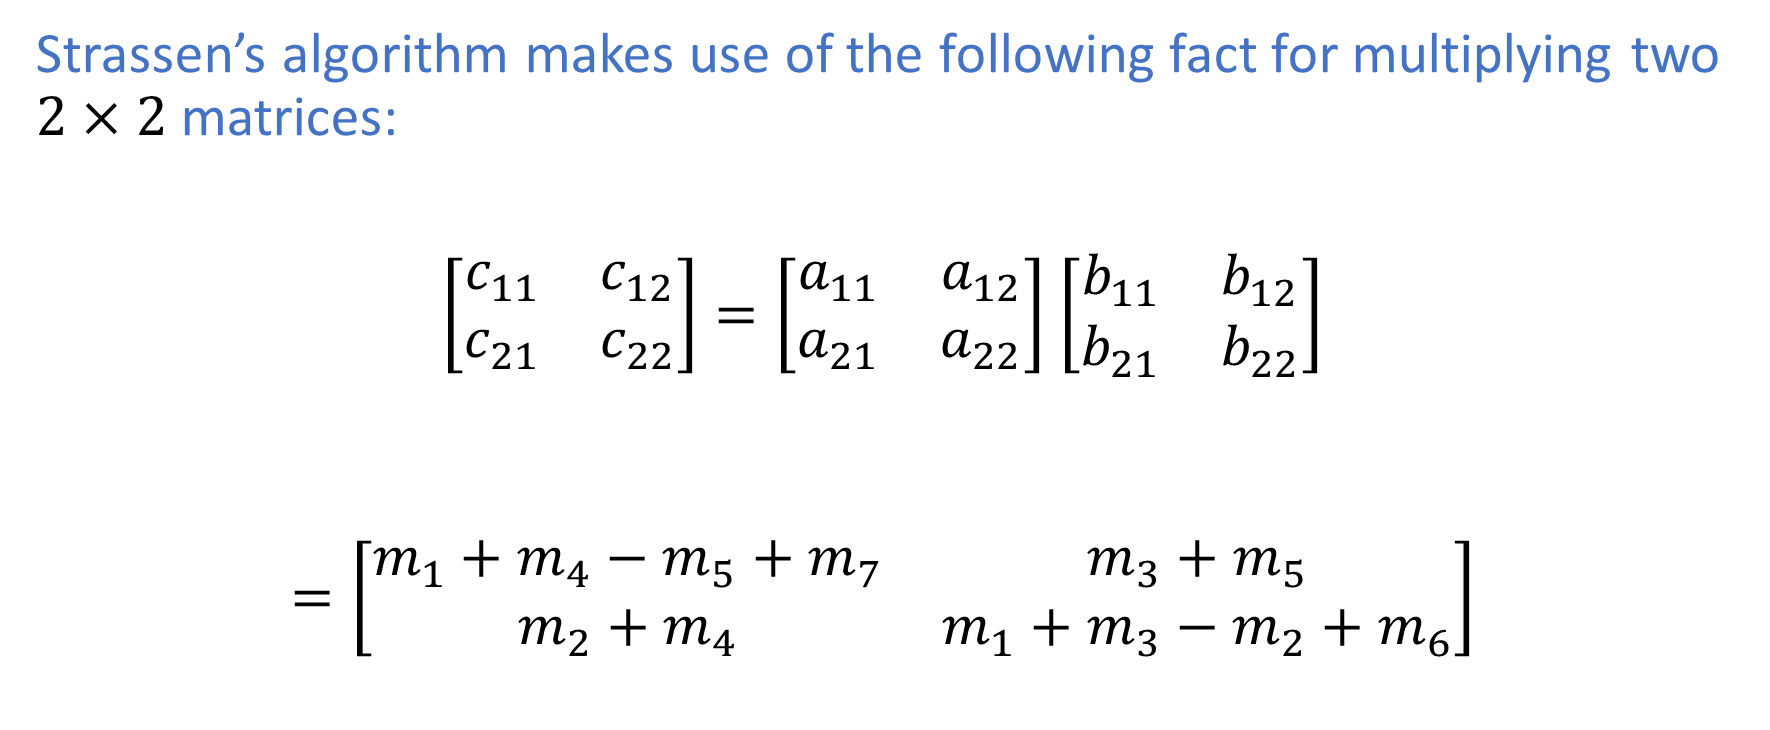 Strassen’s algorithm makes use of the following fact for multiplying two
2 × 2 matrices:
[c₁₁ c₁₂] = [a₁₁ a₁₂] [b₁₁ b₁₂]
[c₂₁ c₂₂] [a₂₁ a₂₂] [b₂₁ b₂₂]
= [m₁ + m₄ − m₅ + m₇ m₃ + m₅]
[m₂ + m₄ m₁ + m₃ − m₂ + m₆]